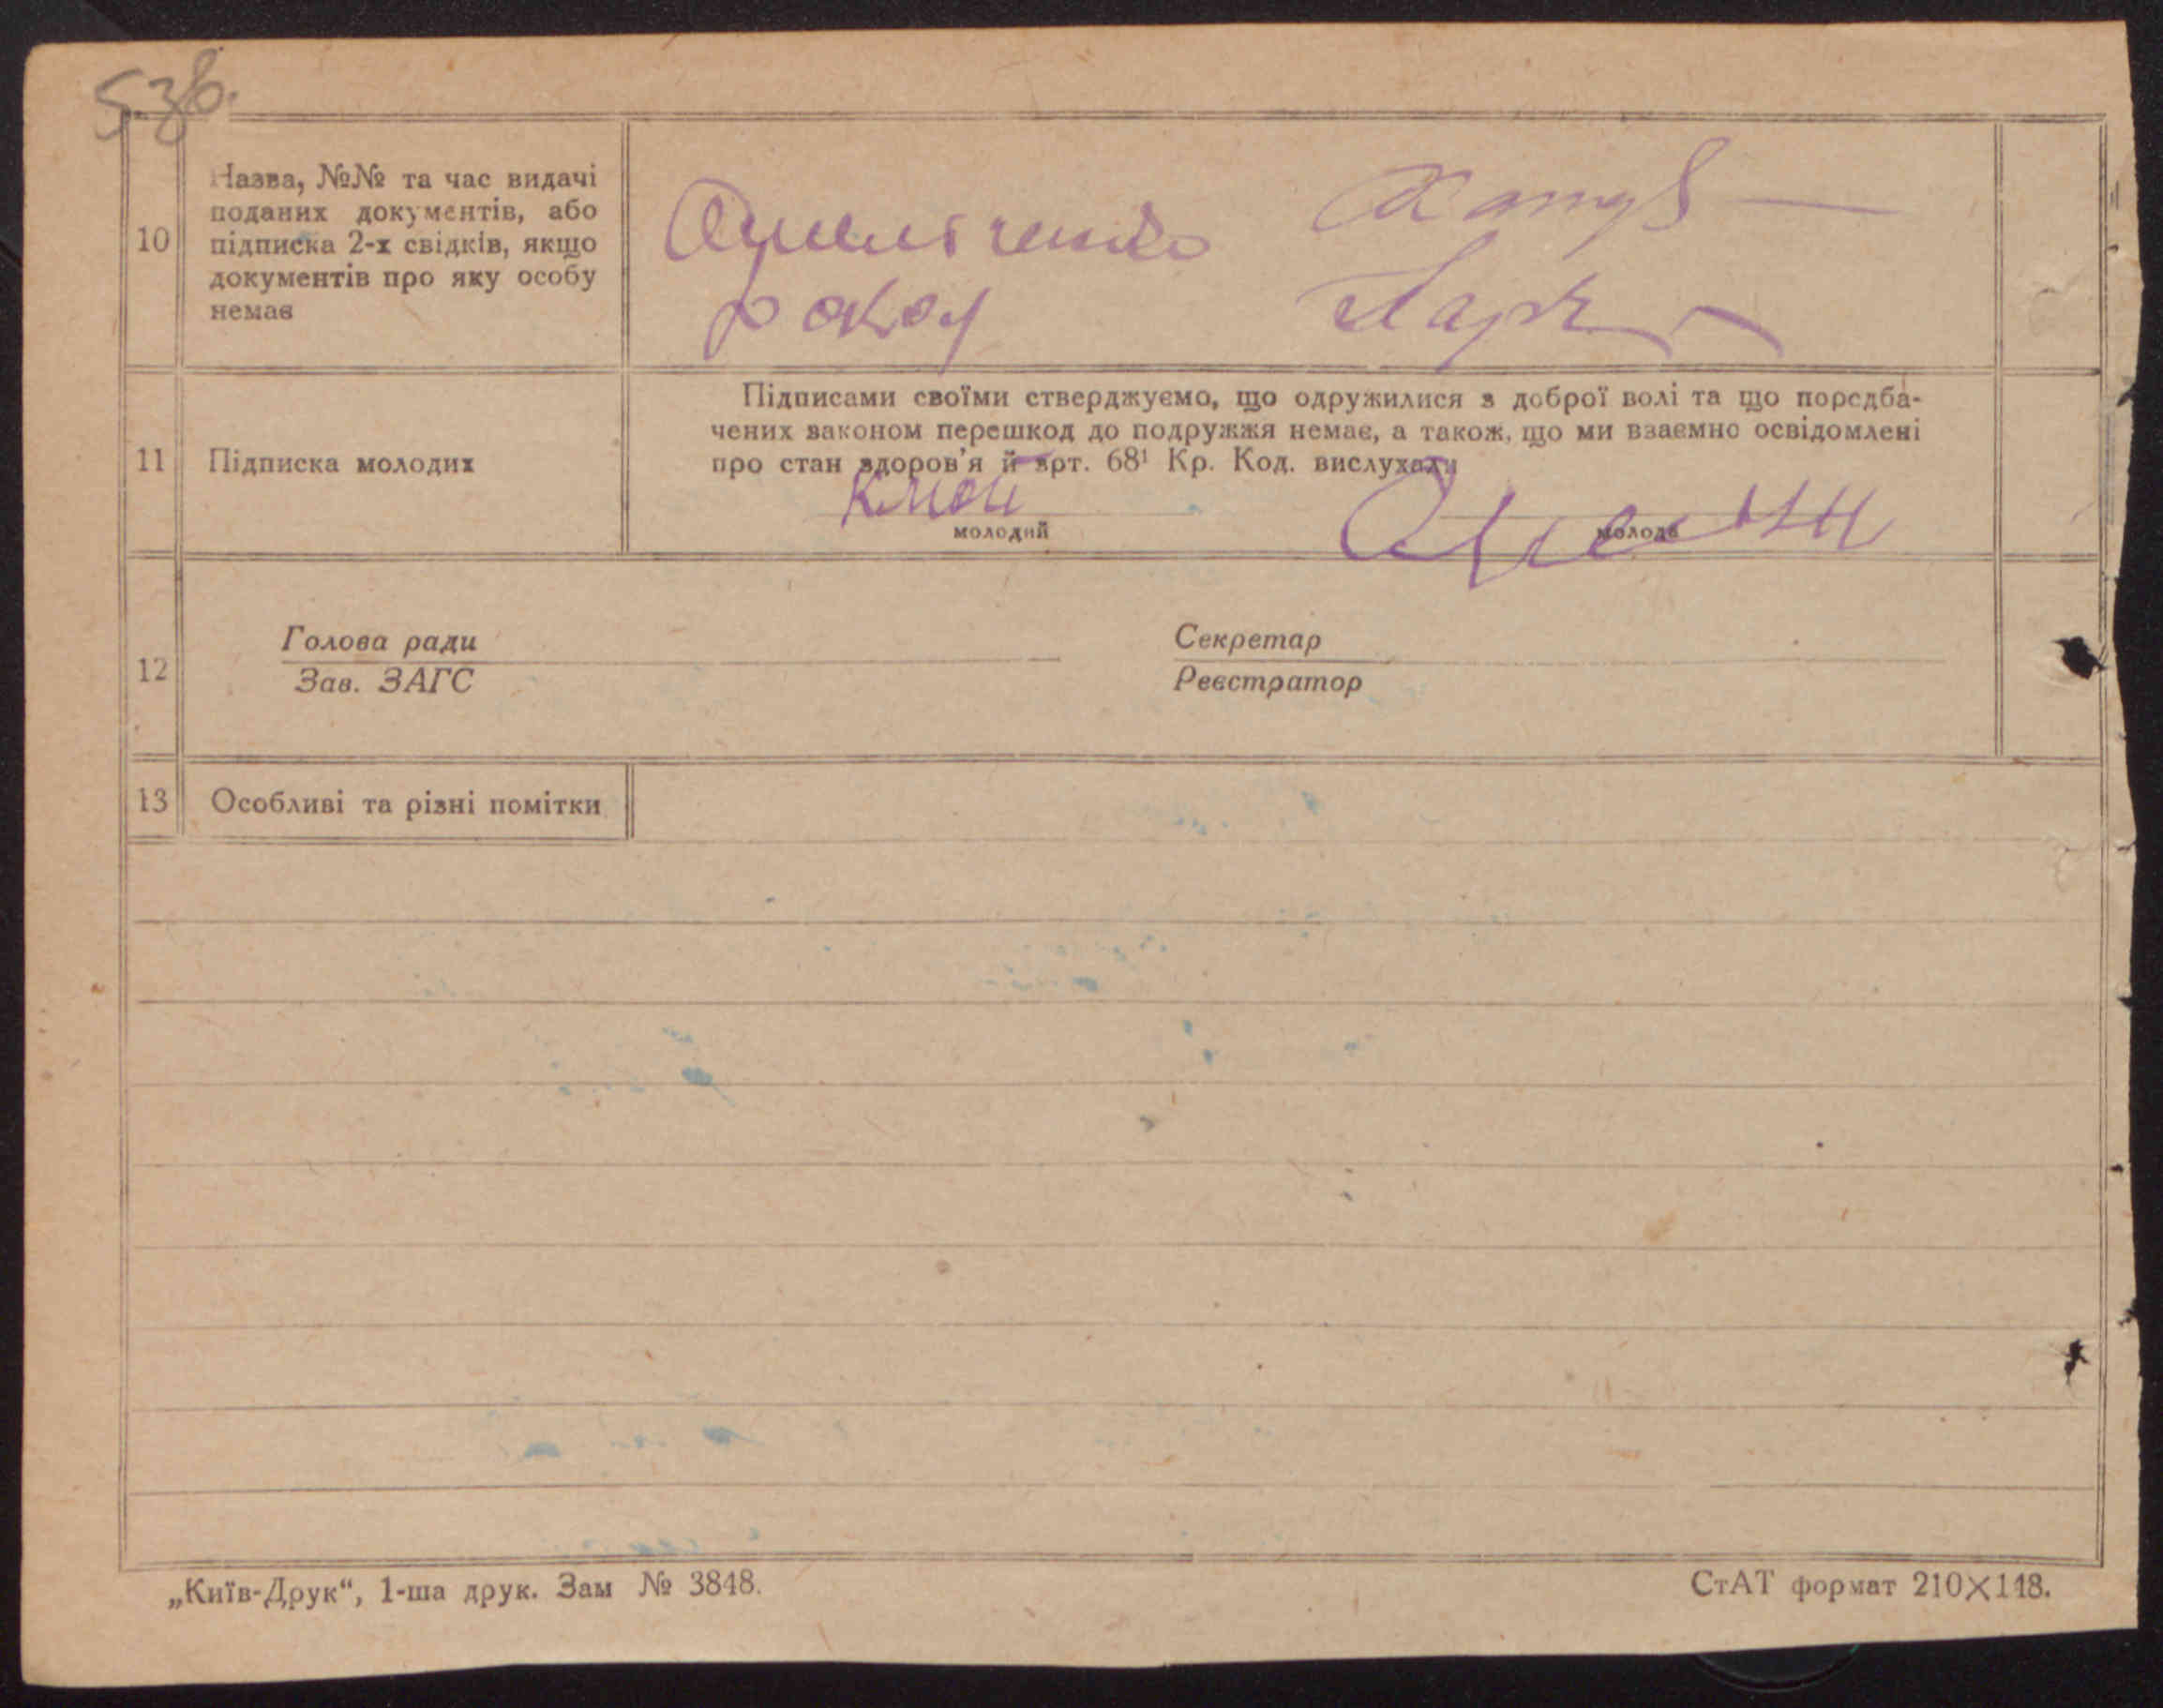 5 зв.
10
Назва, №№ та час видачі
поданих документів, або
підписка 2-х свідків, якщо
документів про яку особу
немає
11
Підписка молодих
Підписами своїми стверджуємо, що одружилися з доброї волі та що передба-
чених законом перешкод до подружжя немає, а також, що ми взаємно освідомлені
про стан здоров'я й арт. 68¹ Кр. Код. вислухали
молодий
молода
12
Голова ради
Зав. ЗАГС
Секретар
Реєстратор
13
Особливі та різні помітки
„Київ-Друк“, 1-ша друк. Зам № 3848.
СтАТ формат 210×148.